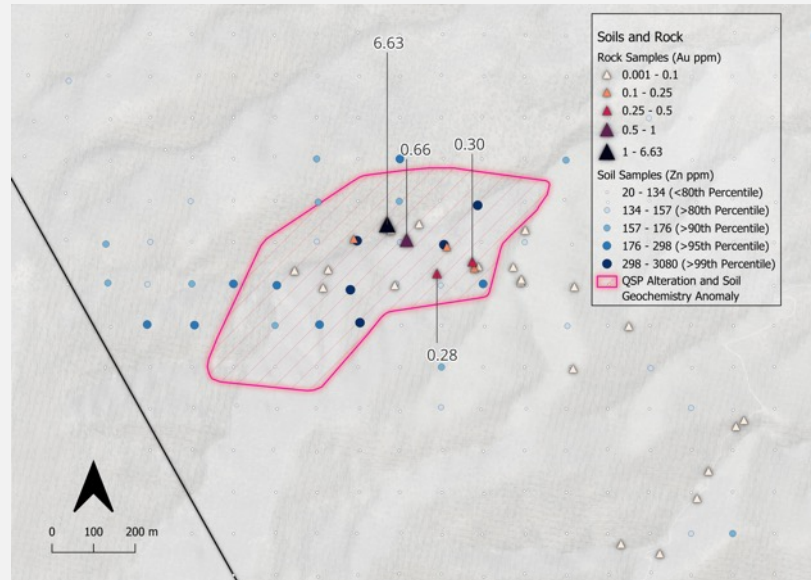 6.63
0.66
0.30
0.28
Soils and Rock
Rock Samples (Au ppm)
0.001 - 0.1
0.1 - 0.25
0.25 - 0.5
0.5 - 1
1 - 6.63
Soil Samples (Zn ppm)
20 - 134 (<80th Percentile)
134 - 157 (>80th Percentile)
157 - 176 (>90th Percentile)
176 - 298 (>95th Percentile)
298 - 3080 (>99th Percentile)
QSP Alteration and Soil
Geochemistry Anomaly
0 100 200 m